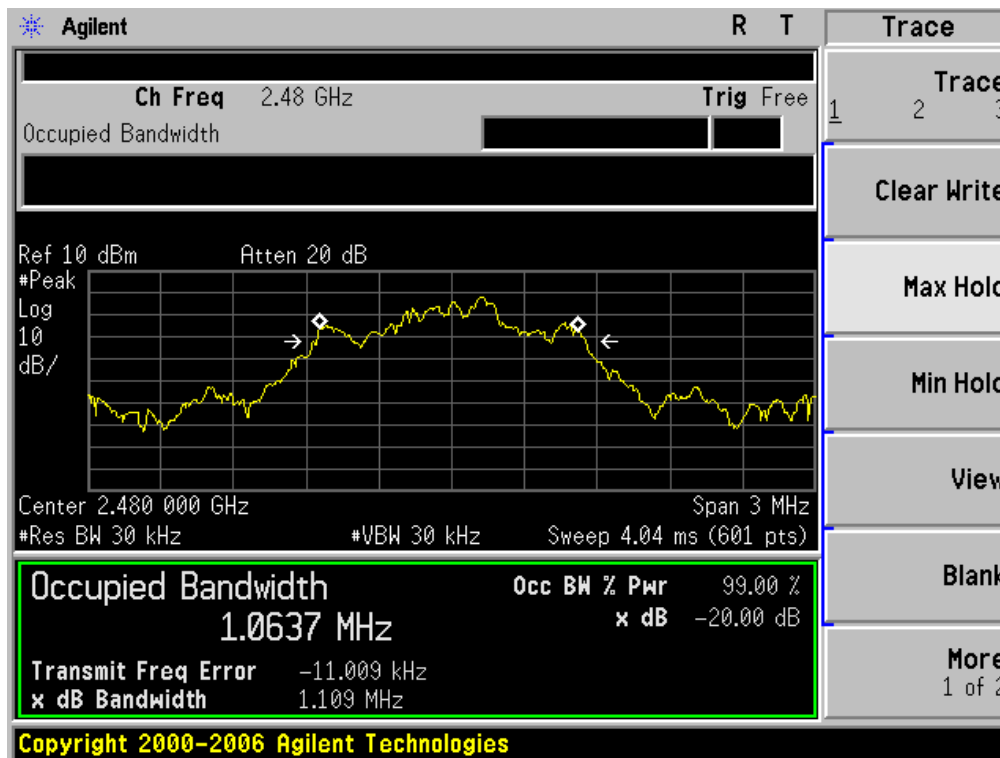 Agilent R T Trace
Ch Freq 2.48 GHz Trig Free
Occupied Bandwidth
Trace
1 2 3
Clear Write
Max Hold
Min Hold
View
Blank
More
1 of 2
Ref 10 dBm Atten 20 dB
#Peak
Log
10
dB/
Center 2.480 000 GHz Span 3 MHz
#Res BW 30 kHz #VBW 30 kHz Sweep 4.04 ms (601 pts)
Occupied Bandwidth Occ BW % Pwr 99.00 %
1.0637 MHz x dB -20.00 dB
Transmit Freq Error -11.009 kHz
x dB Bandwidth 1.109 MHz
Copyright 2000-2006 Agilent Technologies